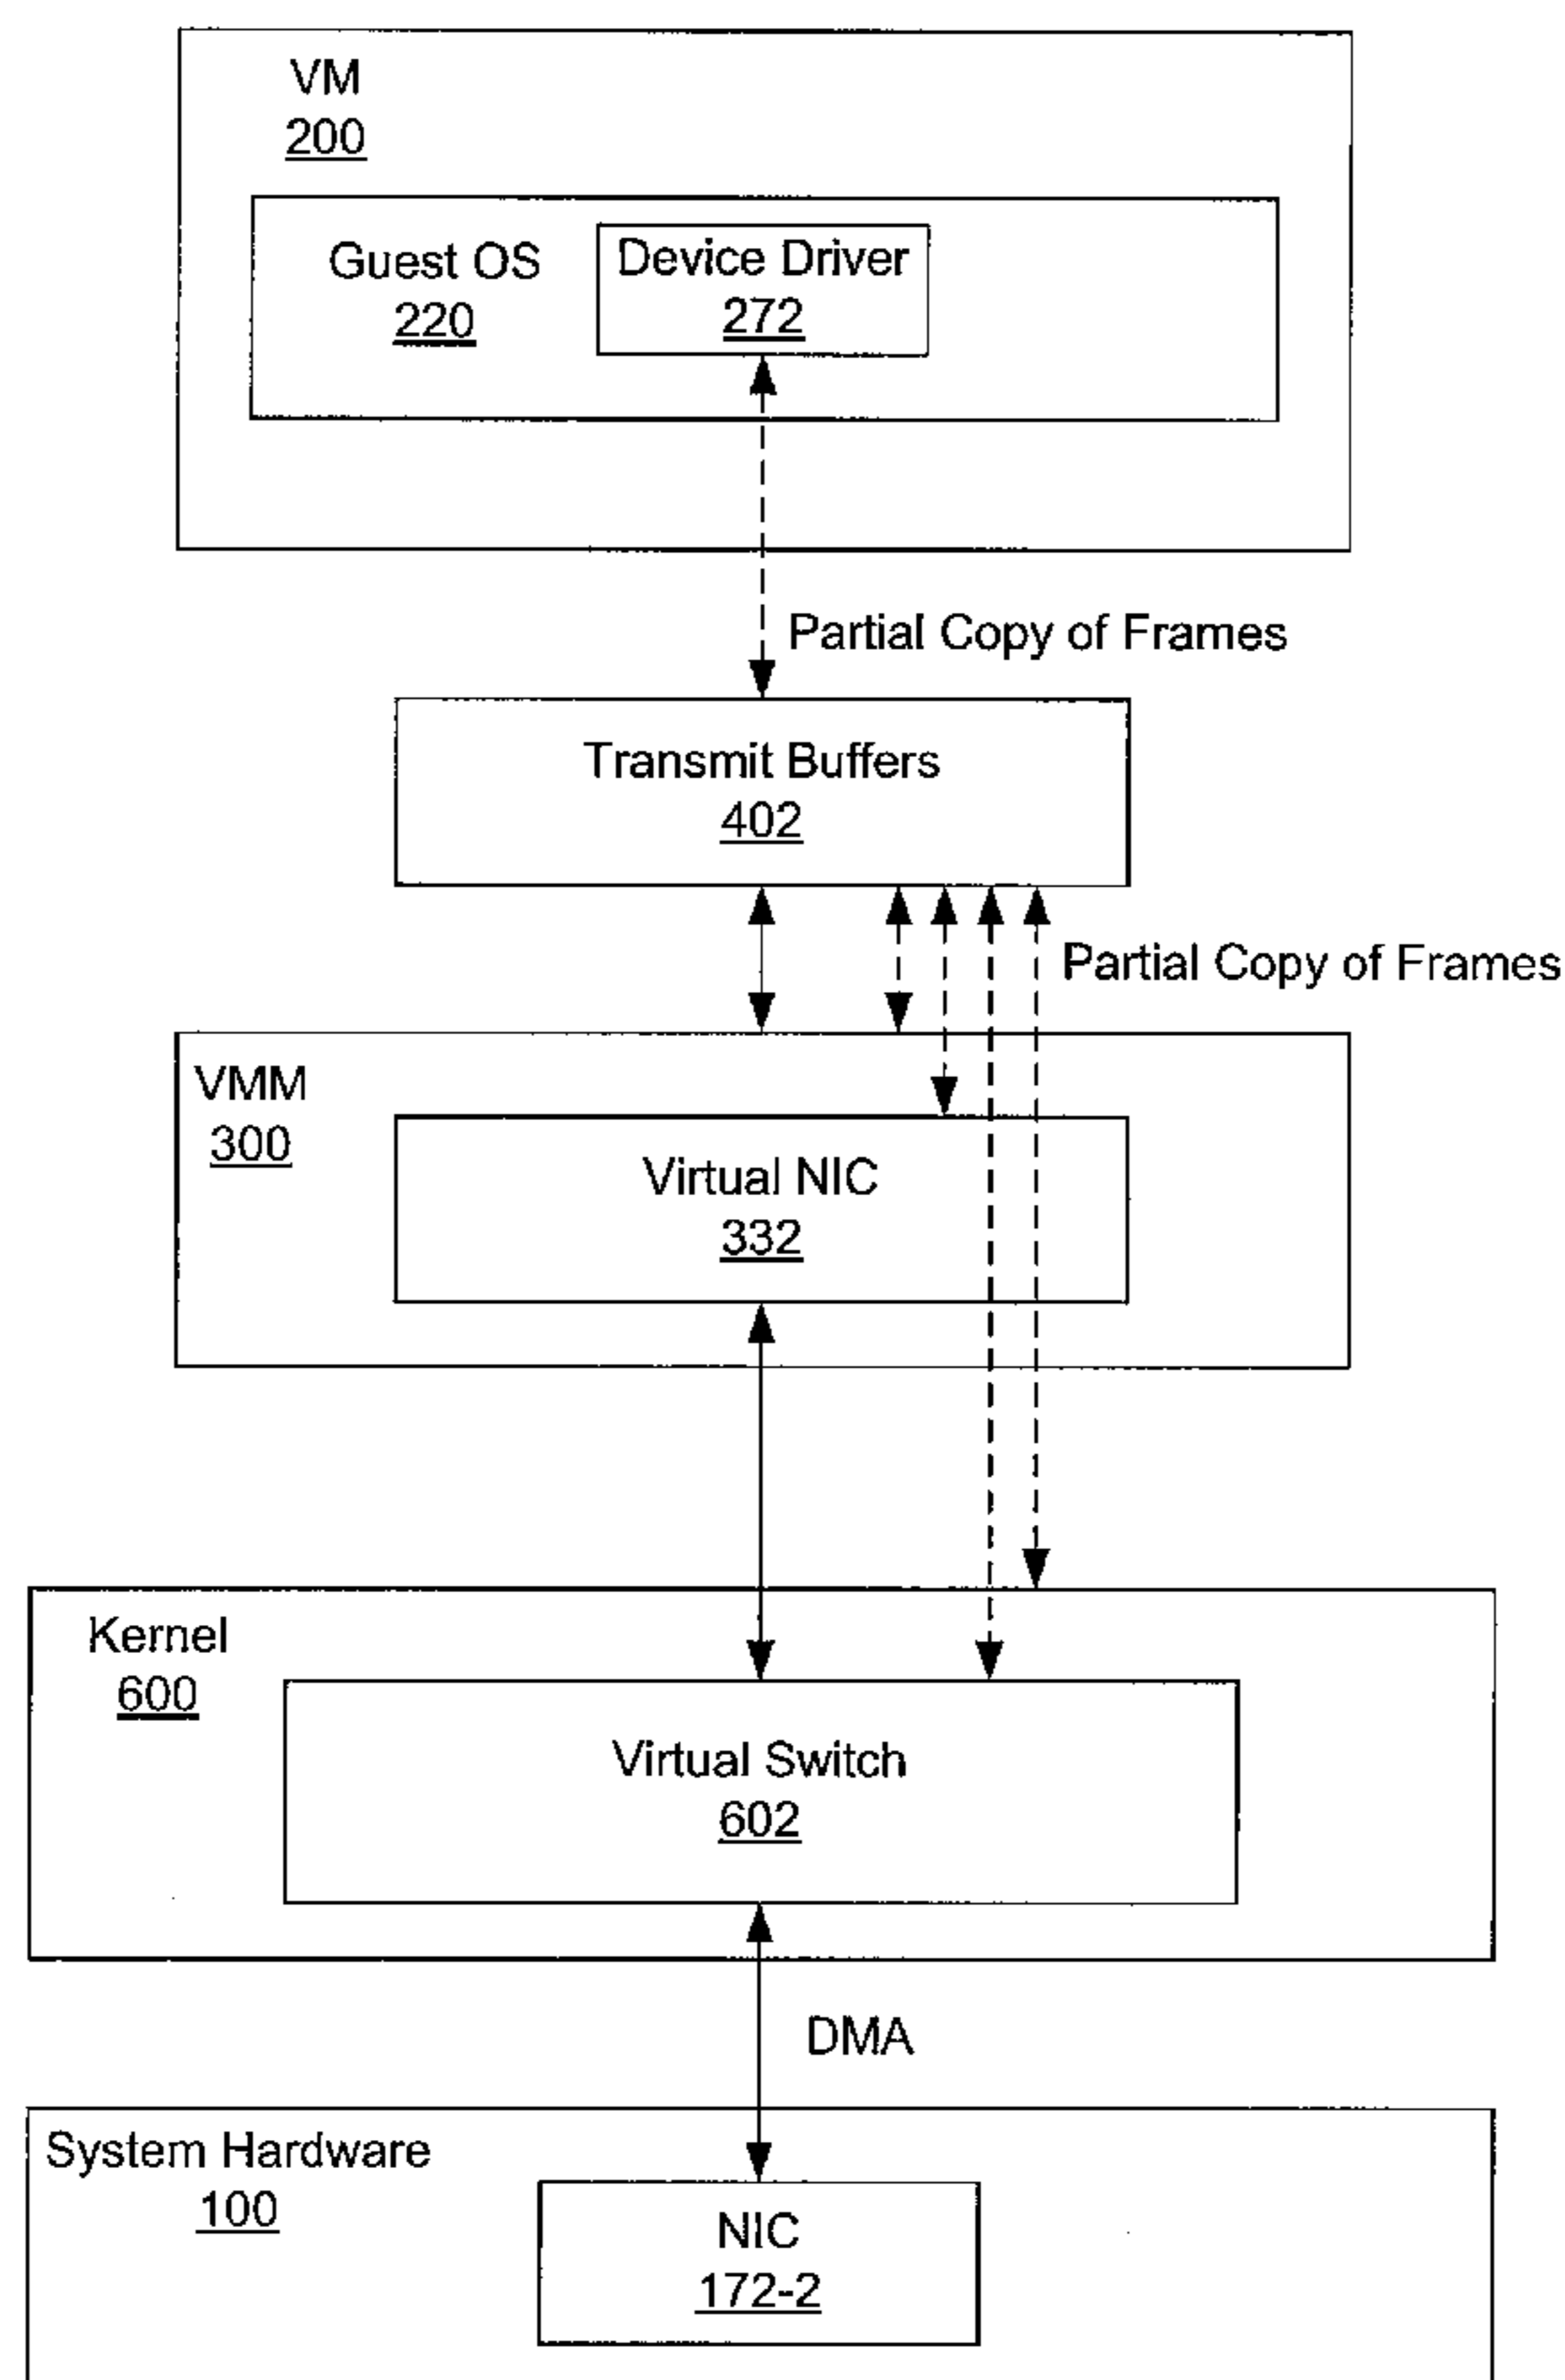 VM
200
Guest OS
220
Device Driver
272
Partial Copy of Frames
Transmit Buffers
402
Partial Copy of Frames
VMM
300
Virtual NIC
332
Kernel
600
Virtual Switch
602
DMA
System Hardware
100
NIC
172-2